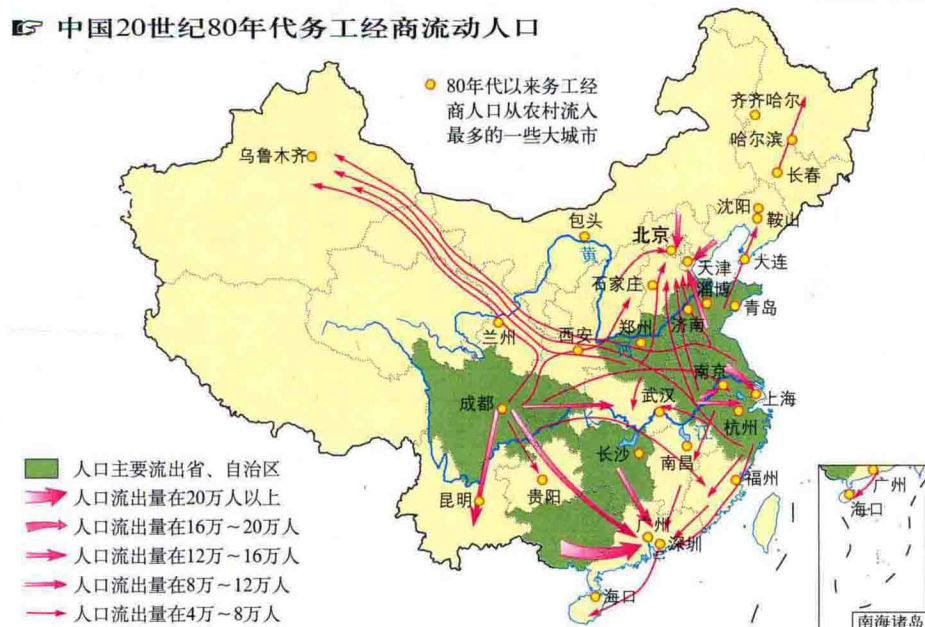 ☞ 中国20世纪80年代务工经商流动人口
80年代以来务工经
商人口从农村流入
最多的一些大城市
齐齐哈尔
哈尔滨
长春
乌鲁木齐
沈阳
鞍山
包头
北京
黄
天津
大连
石家庄
淄博
青岛
济南
兰州
西安
郑州
河
南京
上海
成都
武汉
江
杭州
长沙
南昌
长
昆明
贵阳
福州
广州
深圳
海口
人口主要流出省、自治区
人口流出量在20万人以上
人口流出量在16万～20万人
人口流出量在12万～16万人
人口流出量在8万～12万人
人口流出量在4万～8万人
广州
海口
南海诸岛